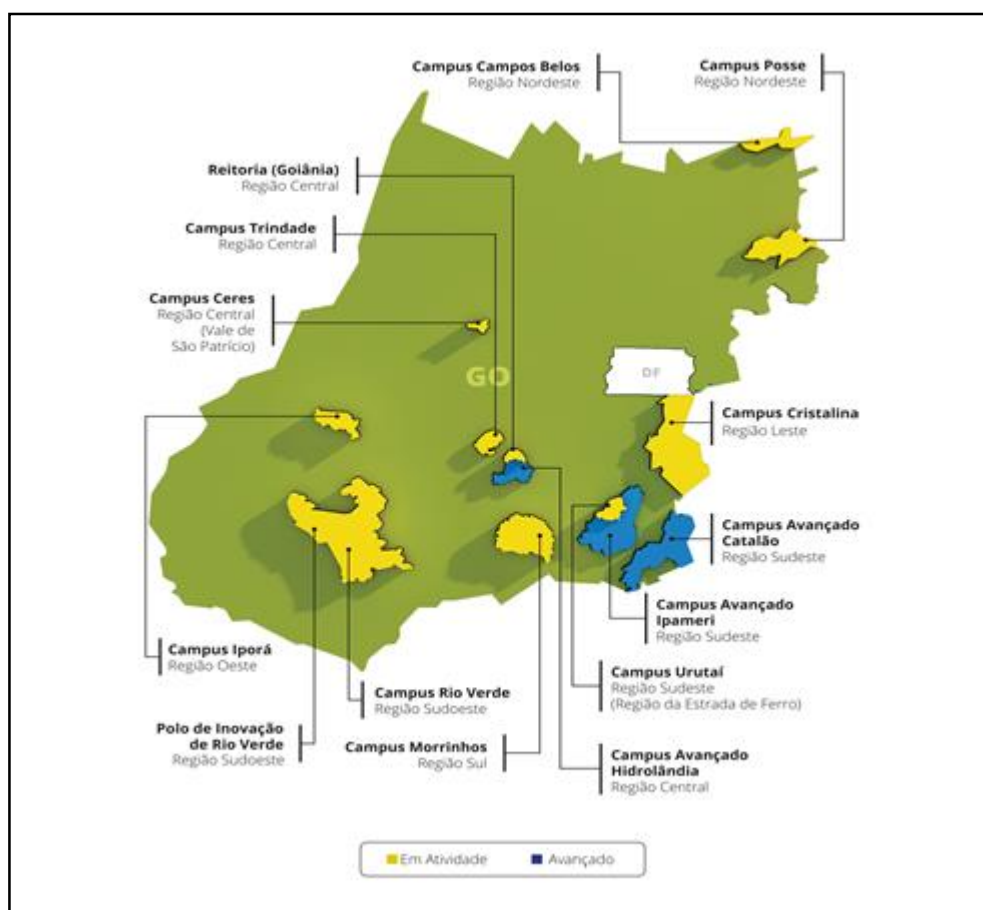 Campus Campos Belos
Região Nordeste
Campus Posse
Região Nordeste
Reitoria (Goiânia)
Região Central
Campus Trindade
Região Central
Campus Ceres
Região Central
(Vale de
São Patrício)
GO
DF
Campus Cristalina
Região Leste
Campus Avançado
Catalão
Região Sudeste
Campus Avançado
Ipameri
Região Sudeste
Campus Iporá
Região Oeste
Campus Urutaí
Região Sudeste
(Região da Estrada de Ferro)
Campus Rio Verde
Região Sudoeste
Polo de Inovação
de Rio Verde
Região Sudoeste
Campus Morrinhos
Região Sul
Campus Avançado
Hidrolândia
Região Central
Em Atividade
Avançado